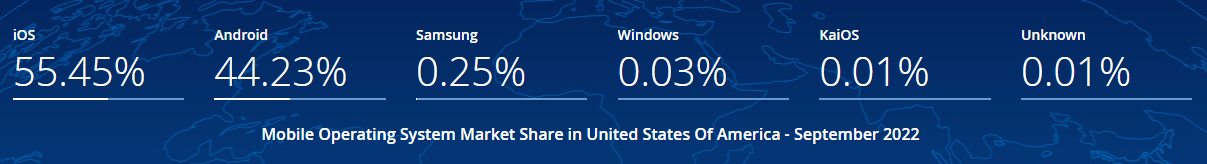 iOS Android Samsung Windows KaiOS Unknown
55.45% 44.23% 0.25% 0.03% 0.01% 0.01%
Mobile Operating System Market Share in United States Of America - September 2022